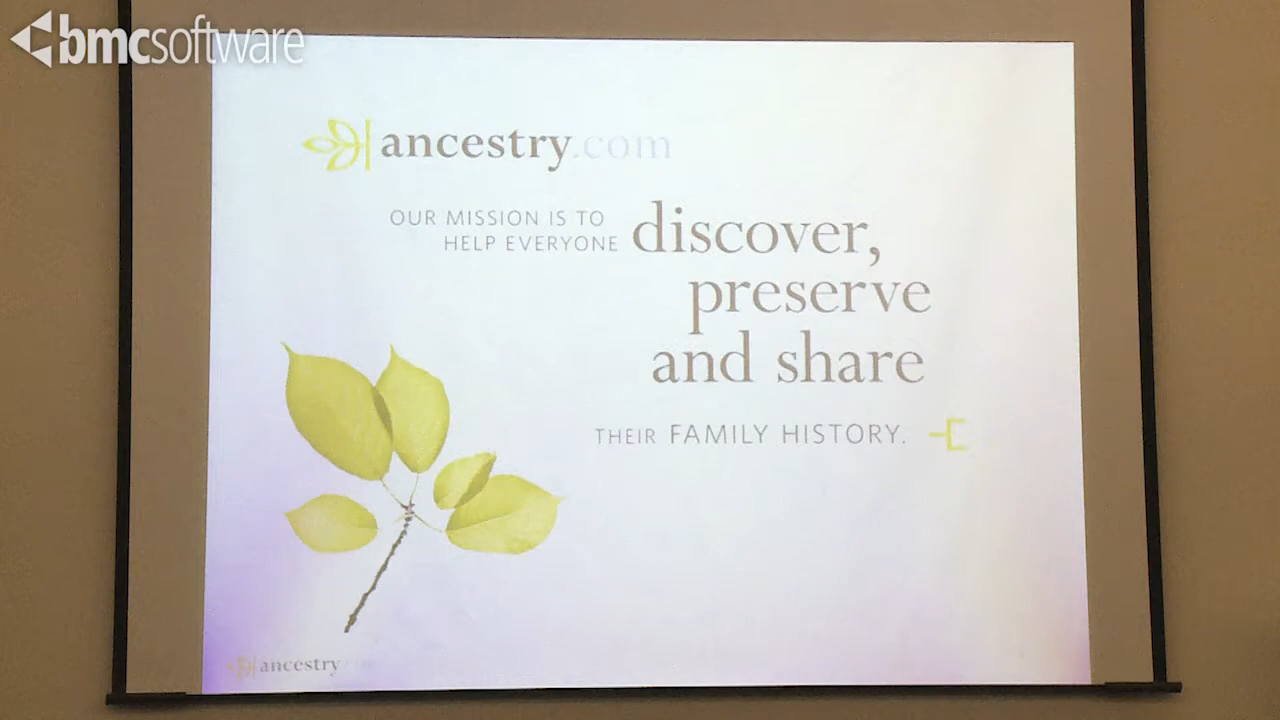 bmcsoftware
ancestry.com
OUR MISSION IS TO
HELP EVERYONE discover,
preserve
and share
THEIR FAMILY HISTORY.
ancestry